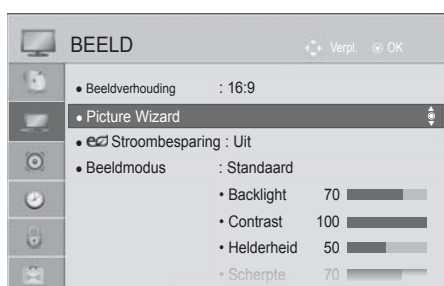 BEELD Verpl. OK
• Beeldverhouding : 16:9
• Picture Wizard
• eco Stroombesparing : Uit
• Beeldmodus : Standaard
• Backlight 70
• Contrast 100
• Helderheid 50
• Scherpte 70